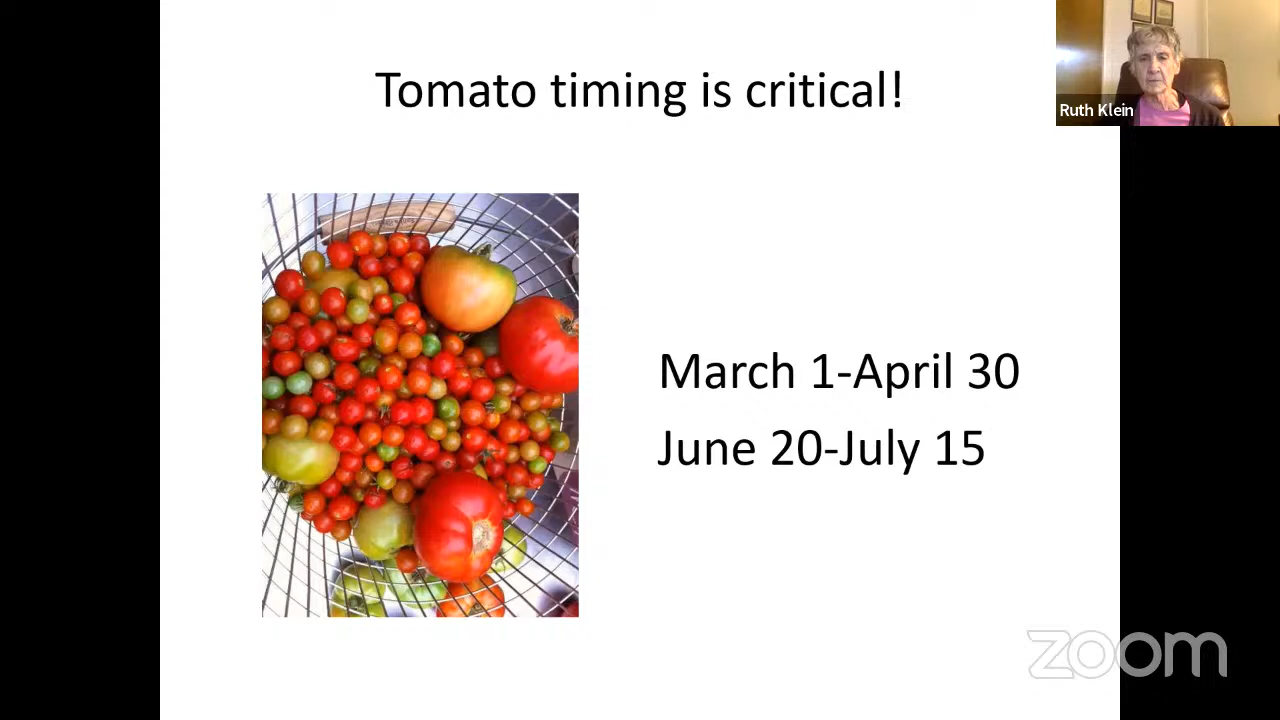 Tomato timing is critical!
Ruth Klein
March 1-April 30
June 20-July 15
zoom